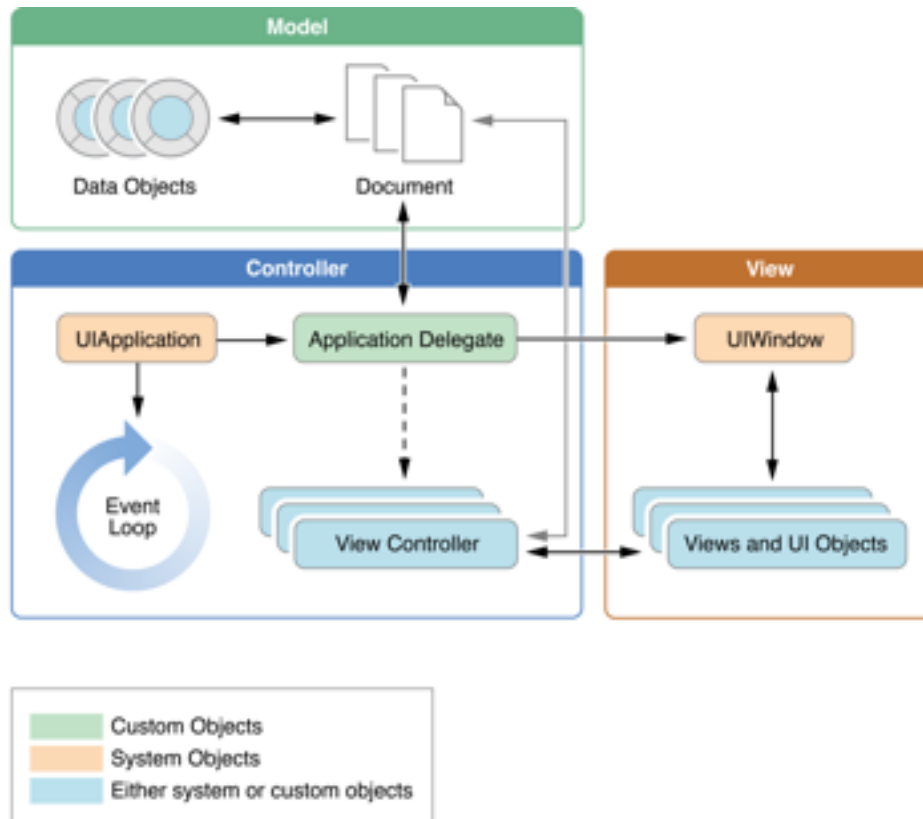 Model
Data Objects
Document
Controller
View
UIApplication
Application Delegate
UIWindow
Event
Loop
View Controller
Views and UI Objects
Custom Objects
System Objects
Either system or custom objects